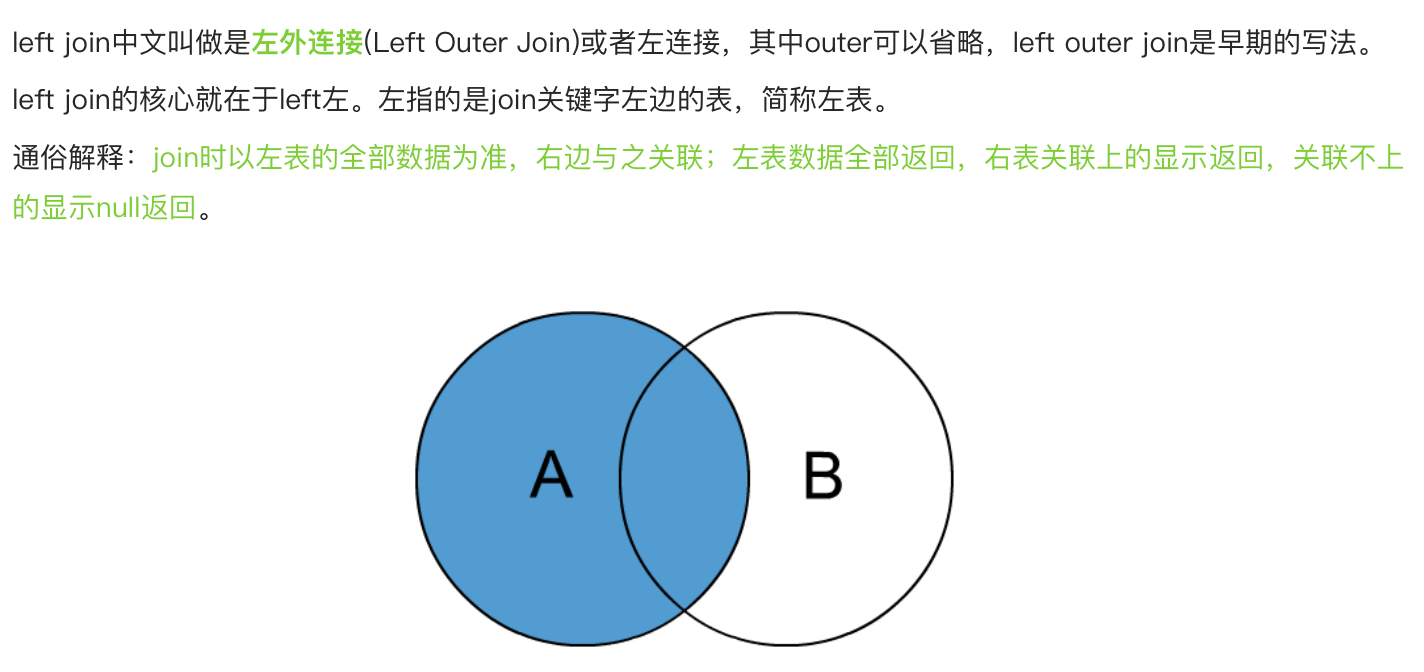 left join中文叫做是左外连接(Left Outer Join)或者左连接，其中outer可以省略，left outer join是早期的写法。
left join的核心就在于left左。左指的是join关键字左边的表，简称左表。
通俗解释：join时以左表的全部数据为准，右边与之关联；左表数据全部返回，右表关联上的显示返回，关联不上
的显示null返回。
A
B